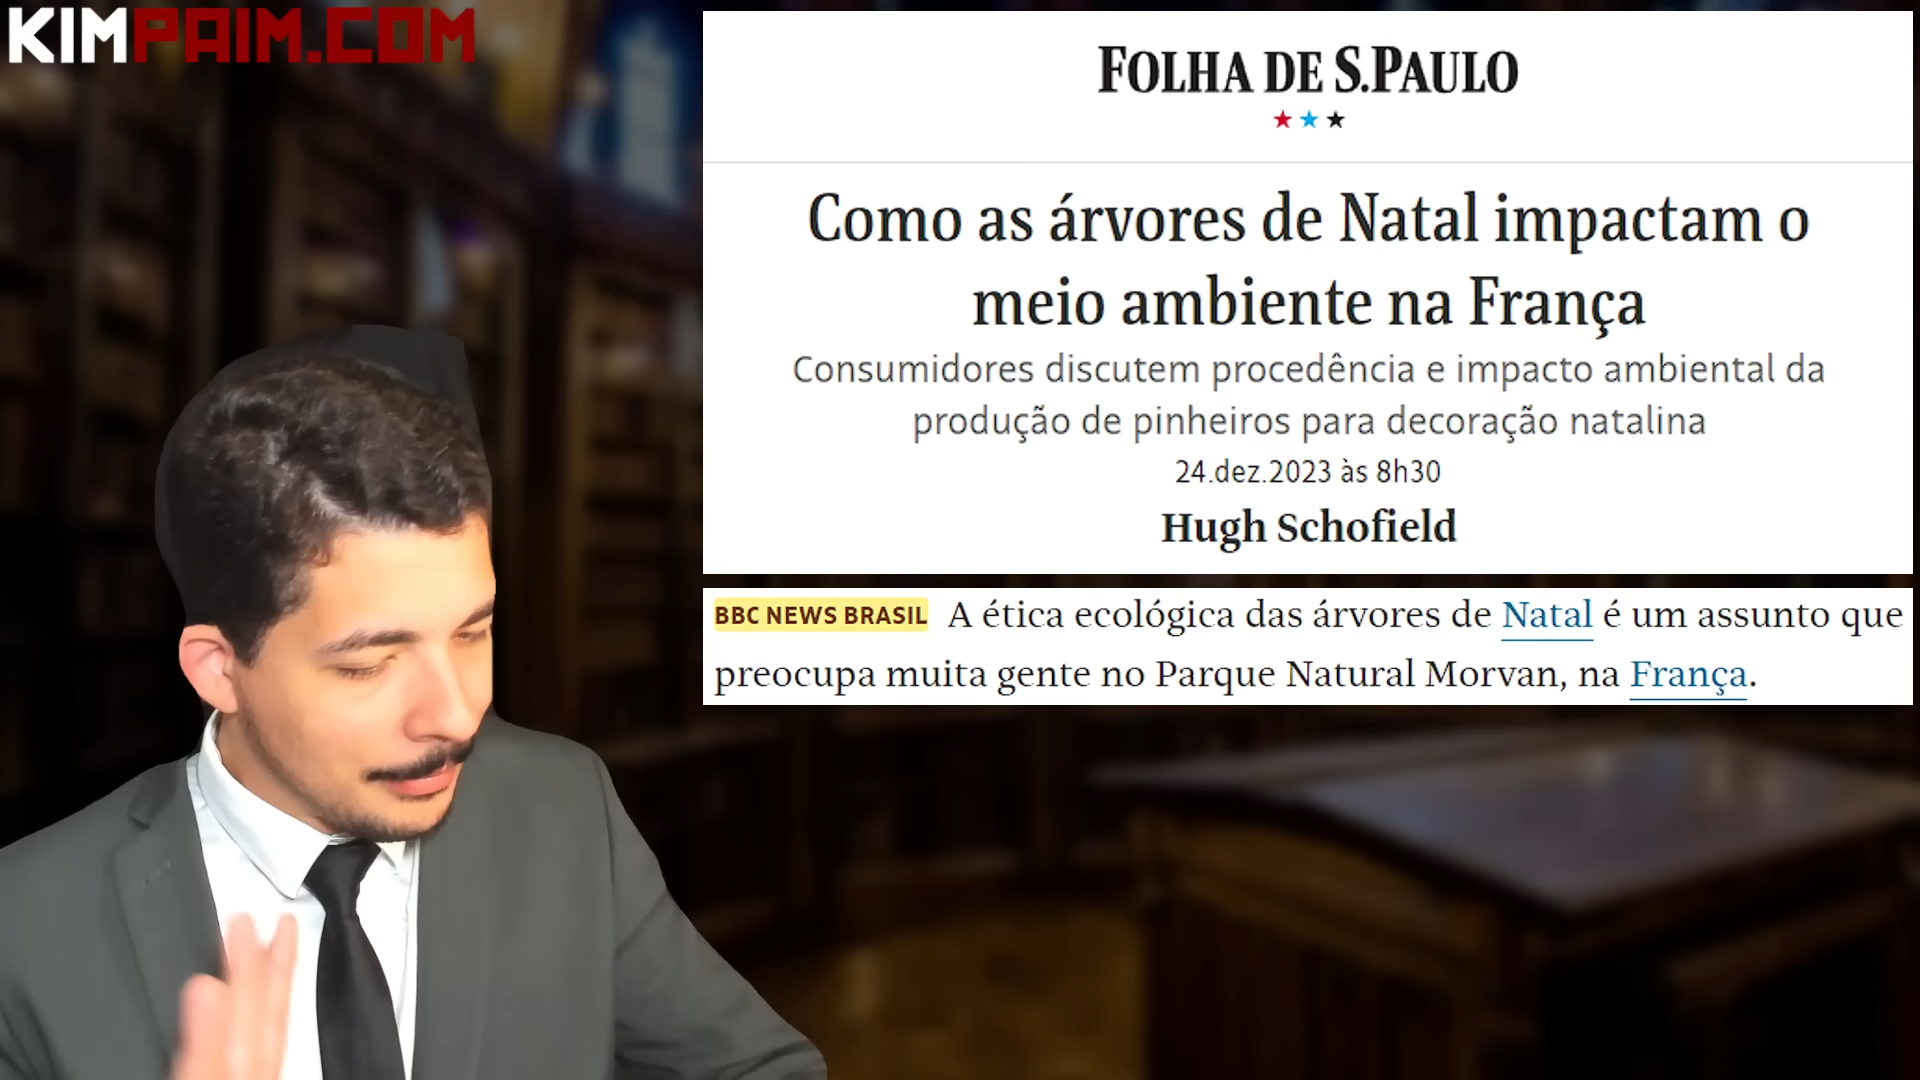 KIMPAIM.COM
FOLHA DE S.PAULO
Como as árvores de Natal impactam o
meio ambiente na França
Consumidores discutem procedência e impacto ambiental da
produção de pinheiros para decoração natalina
24.dez.2023 às 8h30
Hugh Schofield
BBC NEWS BRASIL A ética ecológica das árvores de Natal é um assunto que
preocupa muita gente no Parque Natural Morvan, na França.